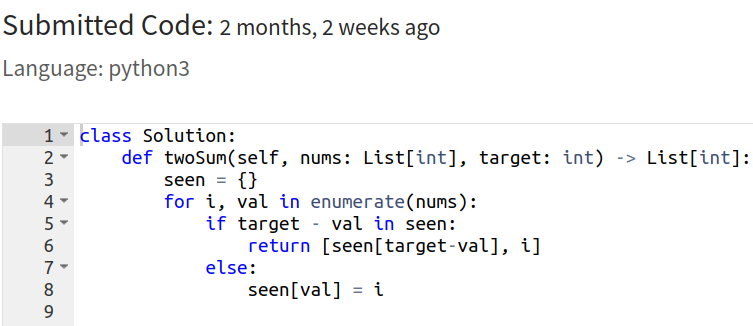 Submitted Code: 2 months, 2 weeks ago
Language: python3
1 class Solution:
2     def twoSum(self, nums: List[int], target: int) -> List[int]:
3         seen = {}
4         for i, val in enumerate(nums):
5             if target - val in seen:
6                 return [seen[target-val], i]
7             else:
8                 seen[val] = i
9